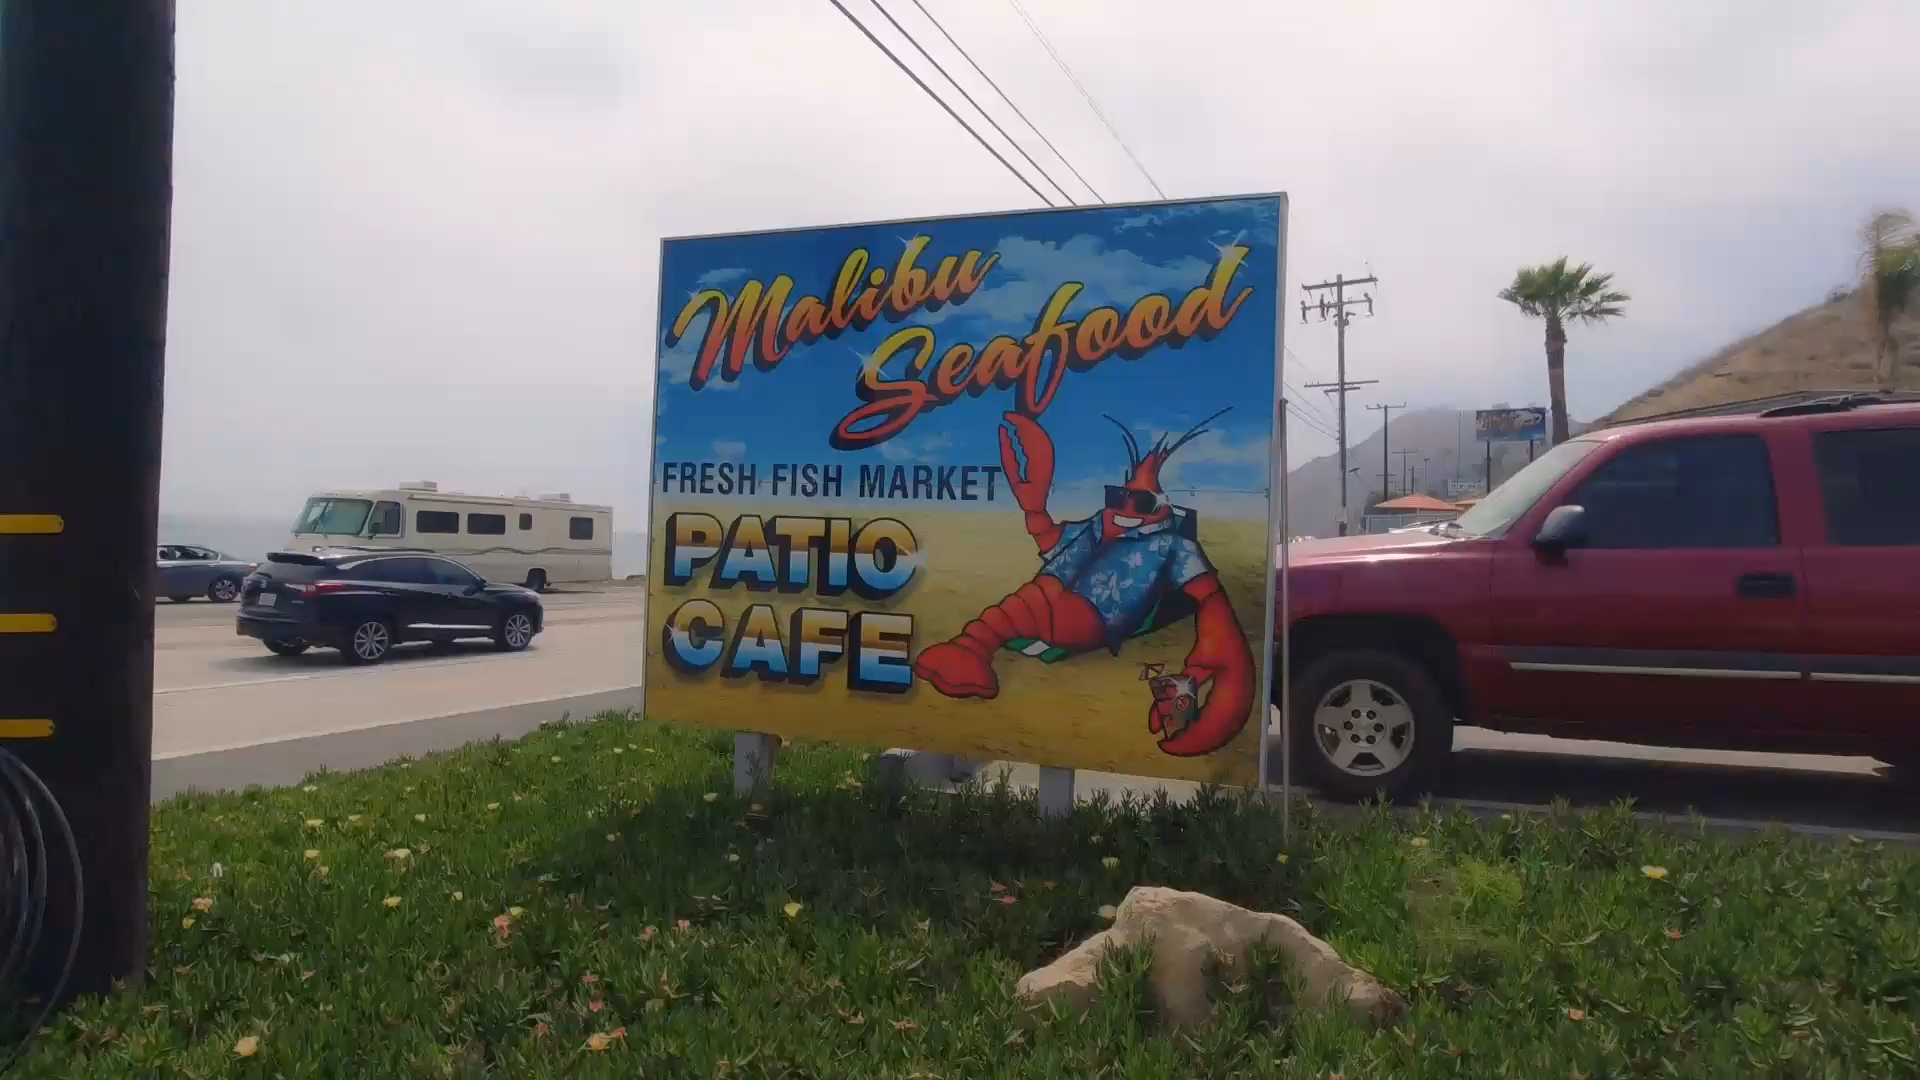 Malibu
Seafood
FRESH FISH MARKET
PATIO
CAFE